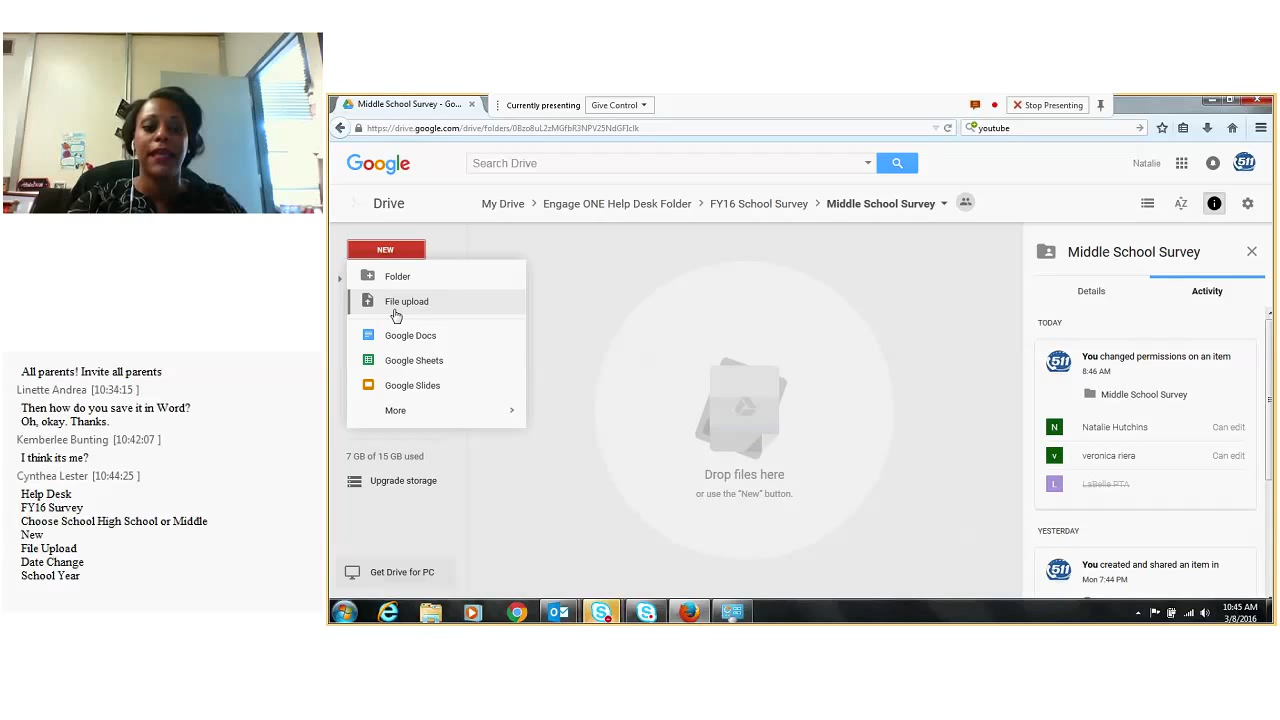 All parents! Invite all parents
Linette Andrea [10:34:15 ]
Then how do you save it in Word?
Oh, okay. Thanks.
Kemberlee Bunting [10:42:07 ]
I think its me?
Cynthea Lester [10:44:25 ]
Help Desk
FY16 Survey
Choose School High School or Middle
New
File Upload
Date Change
School Year
Middle School Survey - Go...
Currently presenting
Give Control
Stop Presenting
https://drive.google.com/drive/folders/0Bzo8uL2zMGfbR3NPV25NdGFIclk
youtube
Google
Search Drive
Natalie
511
Drive
My Drive > Engage ONE Help Desk Folder > FY16 School Survey > Middle School Survey
NEW
Folder
File upload
Google Docs
Google Sheets
Google Slides
More
7 GB of 15 GB used
Upgrade storage
Get Drive for PC
Drop files here
or use the "New" button.
Middle School Survey
Details
Activity
TODAY
You changed permissions on an item
8:46 AM
Middle School Survey
N Natalie Hutchins Can edit
v veronica riera Can edit
L LaBelle PTA
YESTERDAY
You created and shared an item in
Mon 7:44 PM
10:45 AM
3/8/2016